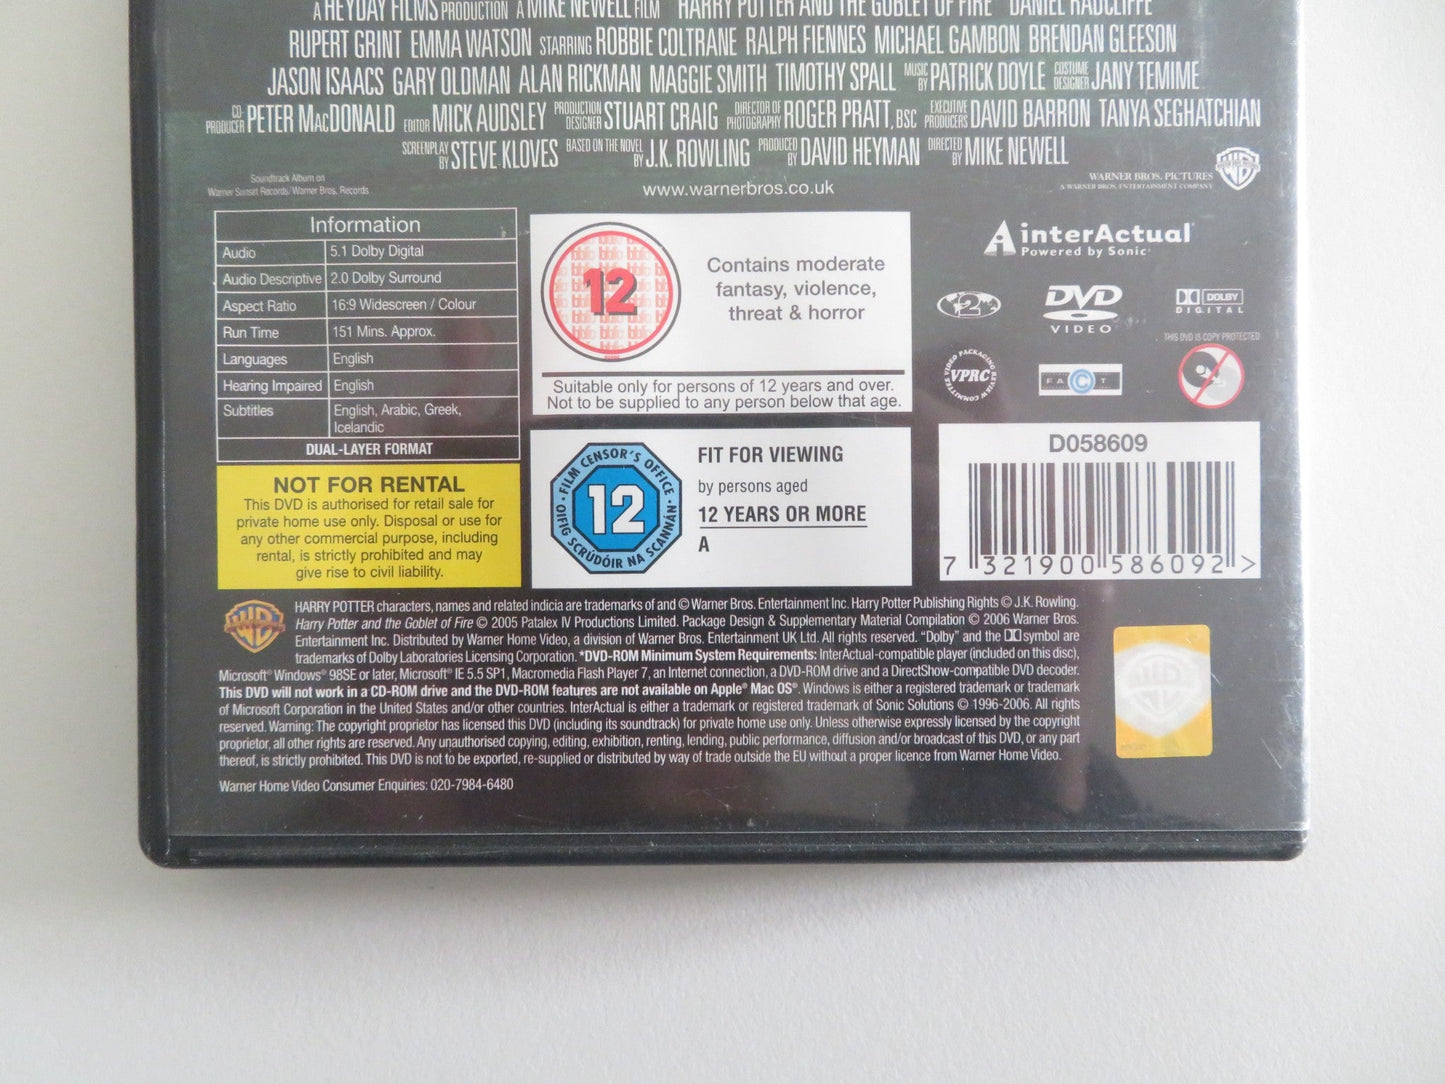 A HEYDAY FILMS PRODUCTION A MIKE NEWELL FILM HARRY POTTER AND THE GOBLET OF FIRE DANIEL RADCLIFFE
RUPERT GRINT EMMA WATSON STARRING ROBBIE COLTRANE RALPH FIENNES MICHAEL GAMBON BRENDAN GLEESON
JASON ISAACS GARY OLDMAN ALAN RICKMAN MAGGIE SMITH TIMOTHY SPALL MUSIC BY PATRICK DOYLE COSTUME DESIGNER JANY TEMIME
CO-PRODUCER PETER MACDONALD EDITOR MICK AUDSLEY PRODUCTION DESIGNER STUART CRAIG DIRECTOR OF PHOTOGRAPHY ROGER PRATT, BSC EXECUTIVE PRODUCERS DAVID BARRON TANYA SEGHATCHIAN
SCREENPLAY BY STEVE KLOVES BASED ON THE NOVEL BY J.K. ROWLING PRODUCED BY DAVID HEYMAN DIRECTED BY MIKE NEWELL
Soundtrack Album on
Warner Sunset Records/Warner Bros. Records
www.warnerbros.co.uk
WARNER BROS. PICTURES
A WARNER BROS. ENTERTAINMENT COMPANY
Information
Audio 5.1 Dolby Digital
Audio Descriptive 2.0 Dolby Surround
Aspect Ratio 16:9 Widescreen / Colour
Run Time 151 Mins. Approx.
Languages English
Hearing Impaired English
Subtitles English, Arabic, Greek,
Icelandic
DUAL-LAYER FORMAT
NOT FOR RENTAL
This DVD is authorised for retail sale for
private home use only. Disposal or use for
any other commercial purpose, including
rental, is strictly prohibited and may
give rise to civil liability.
12
Contains moderate
fantasy, violence,
threat & horror
Suitable only for persons of 12 years and over.
Not to be supplied to any person below that age.
FILM CENSOR'S OFFICE
12
OIFIG SCRÚDÓIR NA SCANNÁN
FIT FOR VIEWING
by persons aged
12 YEARS OR MORE
A
interActual
Powered by Sonic
2
DVD
VIDEO
DOLBY
DIGITAL
THIS DVD IS COPY PROTECTED
VIDEO PACKAGING REVIEW COMMITTEE
VPRC
FACT
D058609
7 321900 586092 >
HARRY POTTER characters, names and related indicia are trademarks of and © Warner Bros. Entertainment Inc. Harry Potter Publishing Rights © J.K. Rowling.
Harry Potter and the Goblet of Fire © 2005 Patalex IV Productions Limited. Package Design & Supplementary Material Compilation © 2006 Warner Bros.
Entertainment Inc. Distributed by Warner Home Video, a division of Warner Bros. Entertainment UK Ltd. All rights reserved. "Dolby" and the DD symbol are
trademarks of Dolby Laboratories Licensing Corporation. *DVD-ROM Minimum System Requirements: InterActual-compatible player (included on this disc),
Microsoft® Windows® 98SE or later, Microsoft® IE 5.5 SP1, Macromedia Flash Player 7, an Internet connection, a DVD-ROM drive and a DirectShow-compatible DVD decoder.
This DVD will not work in a CD-ROM drive and the DVD-ROM features are not available on Apple® Mac OS®. Windows is either a registered trademark or trademark
of Microsoft Corporation in the United States and/or other countries. InterActual is either a trademark or registered trademark of Sonic Solutions © 1996-2006. All rights
reserved. Warning: The copyright proprietor has licensed this DVD (including its soundtrack) for private home use only. Unless otherwise expressly licensed by the copyright
proprietor, all other rights are reserved. Any unauthorised copying, editing, exhibition, renting, lending, public performance, diffusion and/or broadcast of this DVD, or any part
thereof, is strictly prohibited. This DVD is not to be exported, re-supplied or distributed by way of trade outside the EU without a proper licence from Warner Home Video.
Warner Home Video Consumer Enquiries: 020-7984-6480